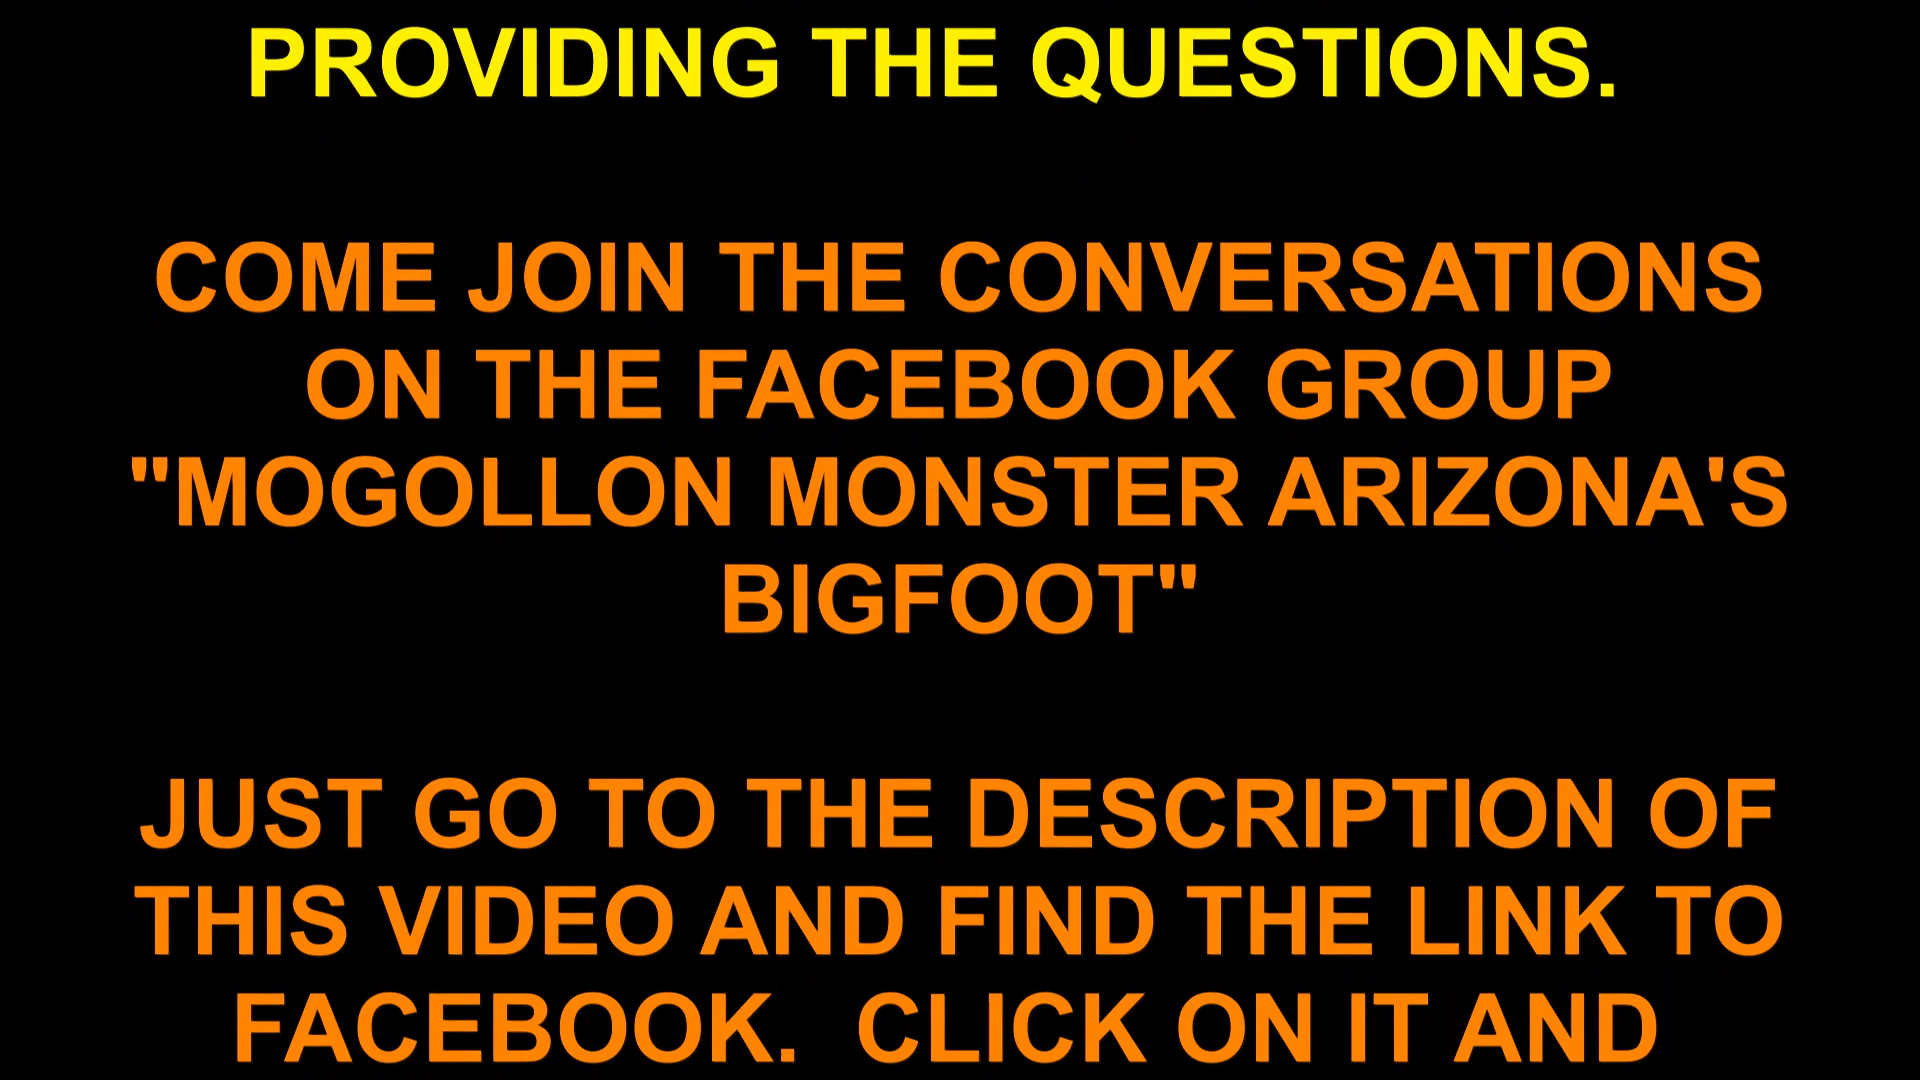 PROVIDING THE QUESTIONS.
COME JOIN THE CONVERSATIONS
ON THE FACEBOOK GROUP
"MOGOLLON MONSTER ARIZONA'S
BIGFOOT"
JUST GO TO THE DESCRIPTION OF
THIS VIDEO AND FIND THE LINK TO
FACEBOOK.  CLICK ON IT AND